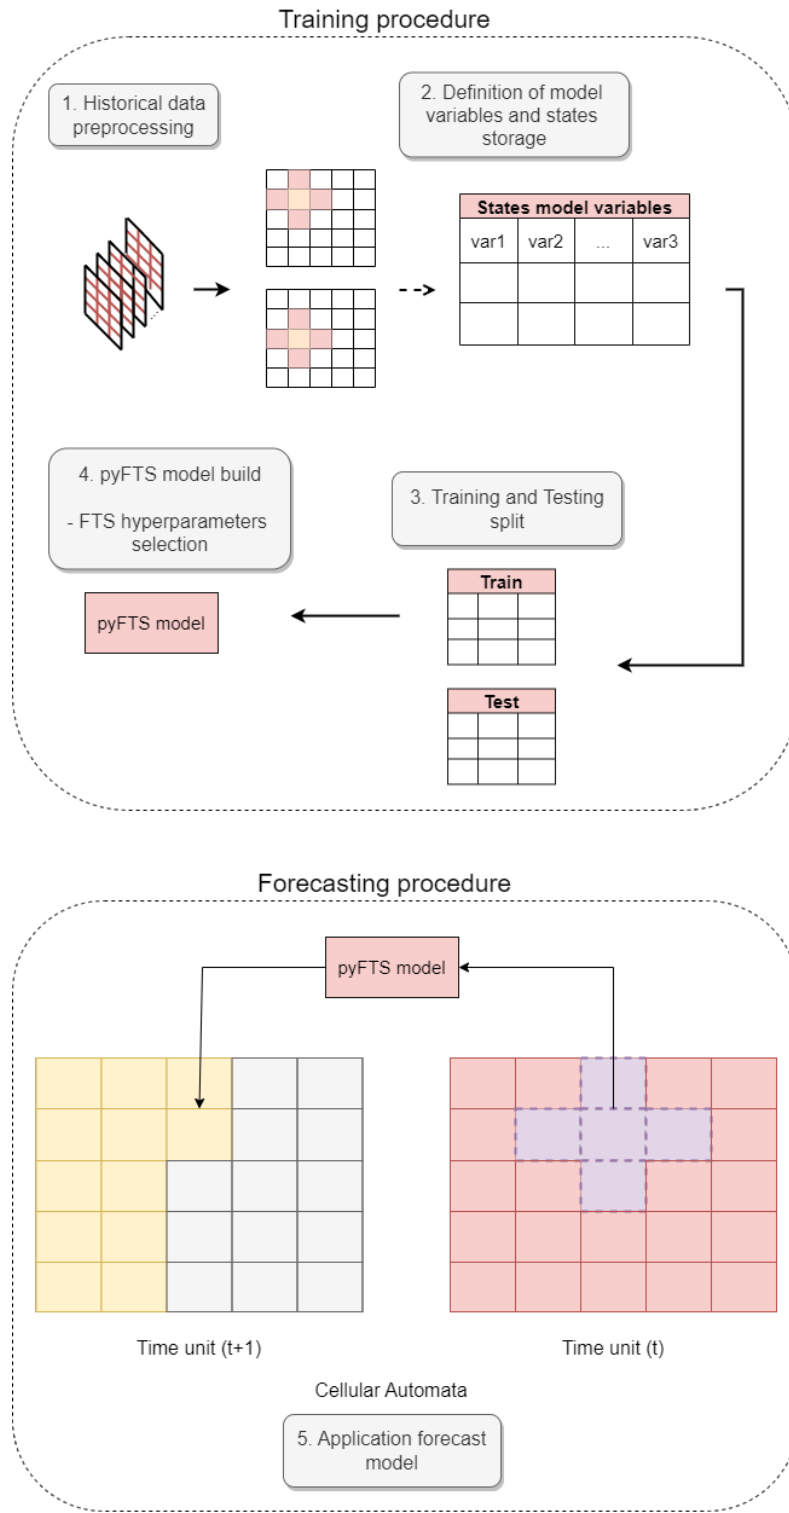 Training procedure
1. Historical data
preprocessing
2. Definition of model
variables and states
storage
States model variables
var1 var2 ... var3
4. pyFTS model build
- FTS hyperparameters
selection
pyFTS model
3. Training and Testing
split
Train
Test
Forecasting procedure
pyFTS model
Time unit (t+1)
Time unit (t)
Cellular Automata
5. Application forecast
model